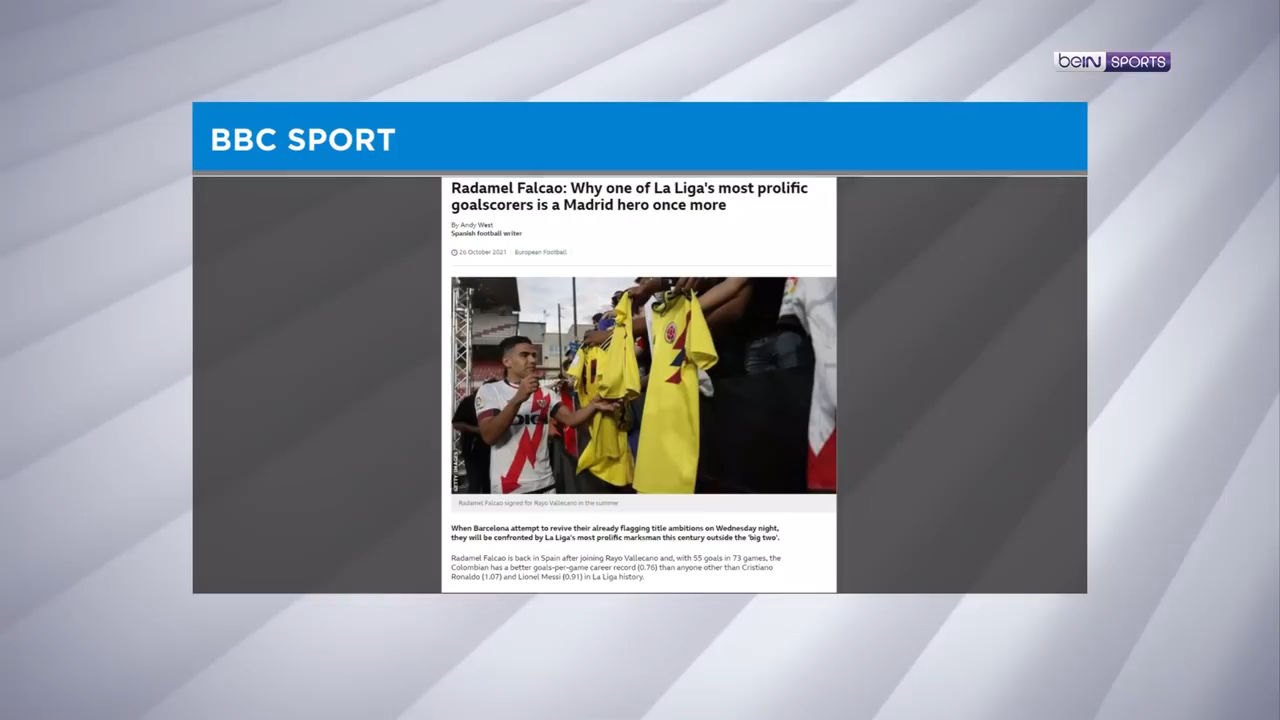 beIN SPORTS
BBC SPORT
Radamel Falcao: Why one of La Liga's most prolific
goalscorers is a Madrid hero once more
By Andy West
Spanish football writer
26 October 2021 European Football
DIGI
GETTY IMAGES
Radamel Falcao signed for Rayo Vallecano in the summer
When Barcelona attempt to revive their already flagging title ambitions on Wednesday night,
they will be confronted by La Liga's most prolific marksman this century outside the 'big two'.
Radamel Falcao is back in Spain after joining Rayo Vallecano and, with 55 goals in 73 games, the
Colombian has a better goals-per-game career record (0.76) than anyone other than Cristiano
Ronaldo (1.07) and Lionel Messi (0.91) in La Liga history.